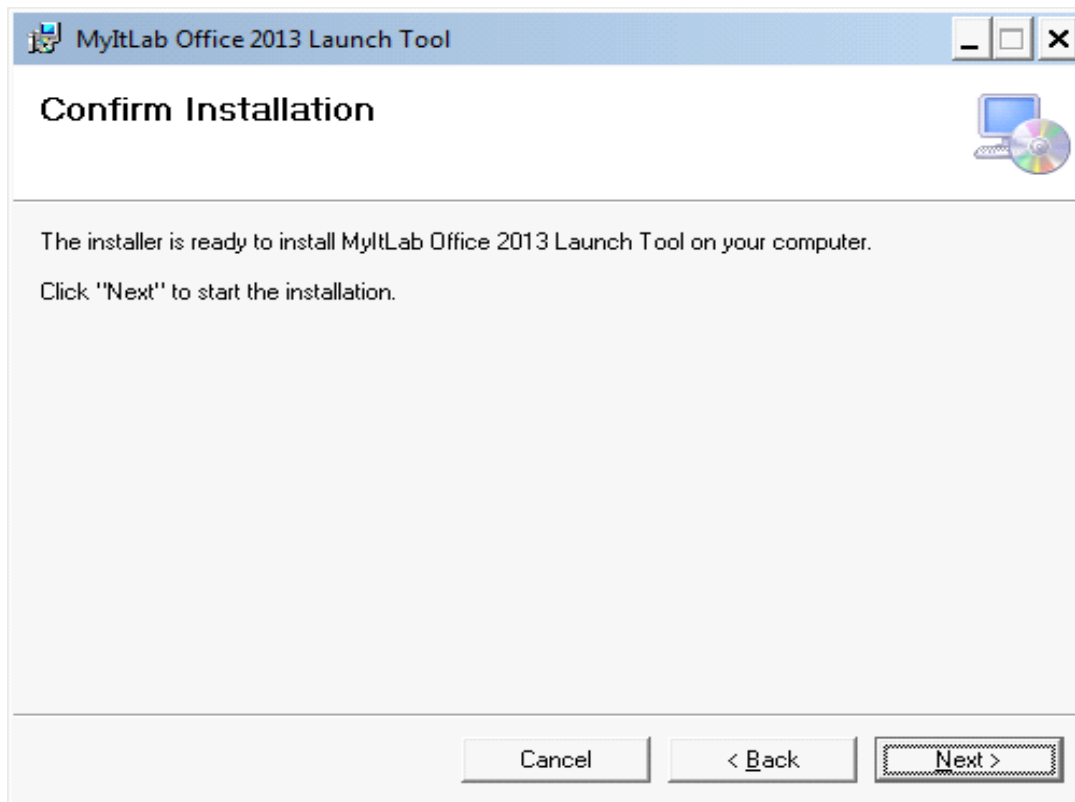 MyItLab Office 2013 Launch Tool
Confirm Installation
The installer is ready to install MyItLab Office 2013 Launch Tool on your computer.
Click "Next" to start the installation.
Cancel
< Back
Next >